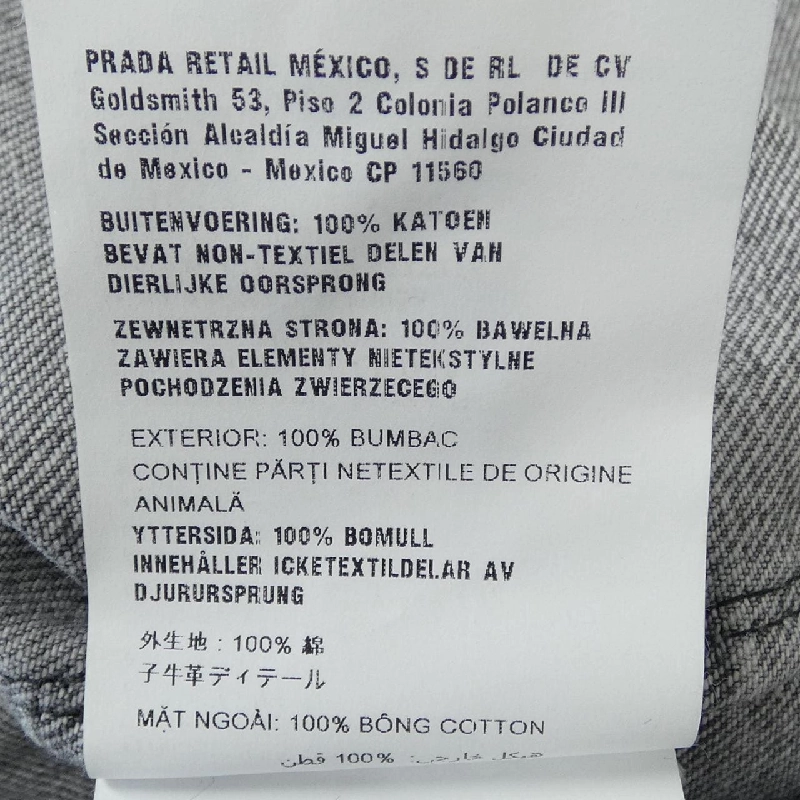 PRADA RETAIL MÉXICO, S DE RL DE CV
Goldsmith 53, Piso 2 Colonia Polanco III
Sección Alcaldía Miguel Hidalgo Ciudad
de Mexico - Mexico CP 11560
BUITENVOERING: 100% KATOEN
BEVAT NON-TEXTIEL DELEN VAN
DIERLIJKE OORSPRONG
ZEWNETRZNA STRONA: 100% BAWELNA
ZAWIERA ELEMENTY NIETEKSTYLNE
POCHODZENIA ZWIERZECEGO
EXTERIOR: 100% BUMBAC
CONȚINE PĂRȚI NETEXTILE DE ORIGINE
ANIMALĂ
YTTERSIDA: 100% BOMULL
INNEHÅLLER ICKETEXTILDELAR AV
DJURURSPRUNG
外生地 : 100% 綿
子牛革ディテール
MẶT NGOÀI: 100% BÔNG COTTON
هيكل خارجي: 100% قطن